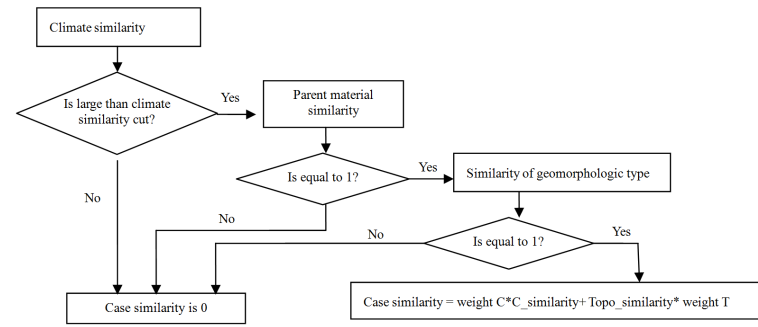 Climate similarity
Is large than climate
similarity cut?
Yes
Parent material
similarity
No
Is equal to 1?
Yes
Similarity of geomorphologic type
No
Is equal to 1?
No
Yes
Case similarity is 0
Case similarity = weight C*C_similarity+ Topo_similarity* weight T